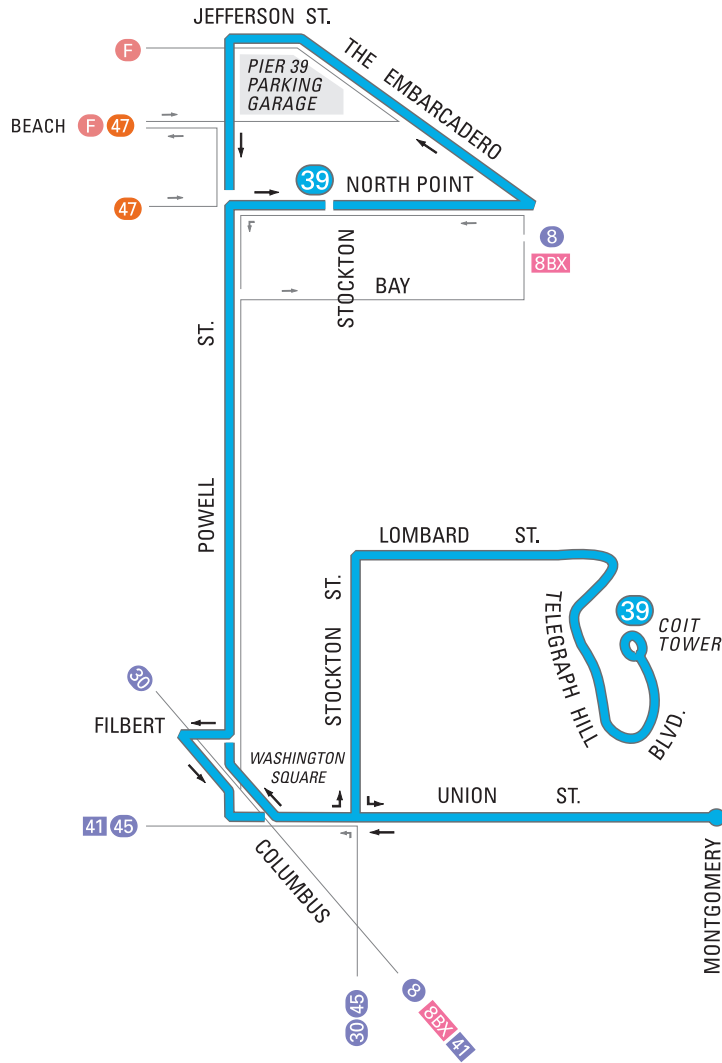 JEFFERSON ST.
F
THE EMBARCADERO
PIER 39
PARKING
GARAGE
BEACH F 47
39 NORTH POINT
47
8
8BX
STOCKTON
BAY
ST.
POWELL
LOMBARD ST.
ST.
STOCKTON
TELEGRAPH HILL
BLVD.
39
COIT
TOWER
30
FILBERT
WASHINGTON
SQUARE
UNION ST.
41 45
COLUMBUS
MONTGOMERY
30 45
8 8BX 41